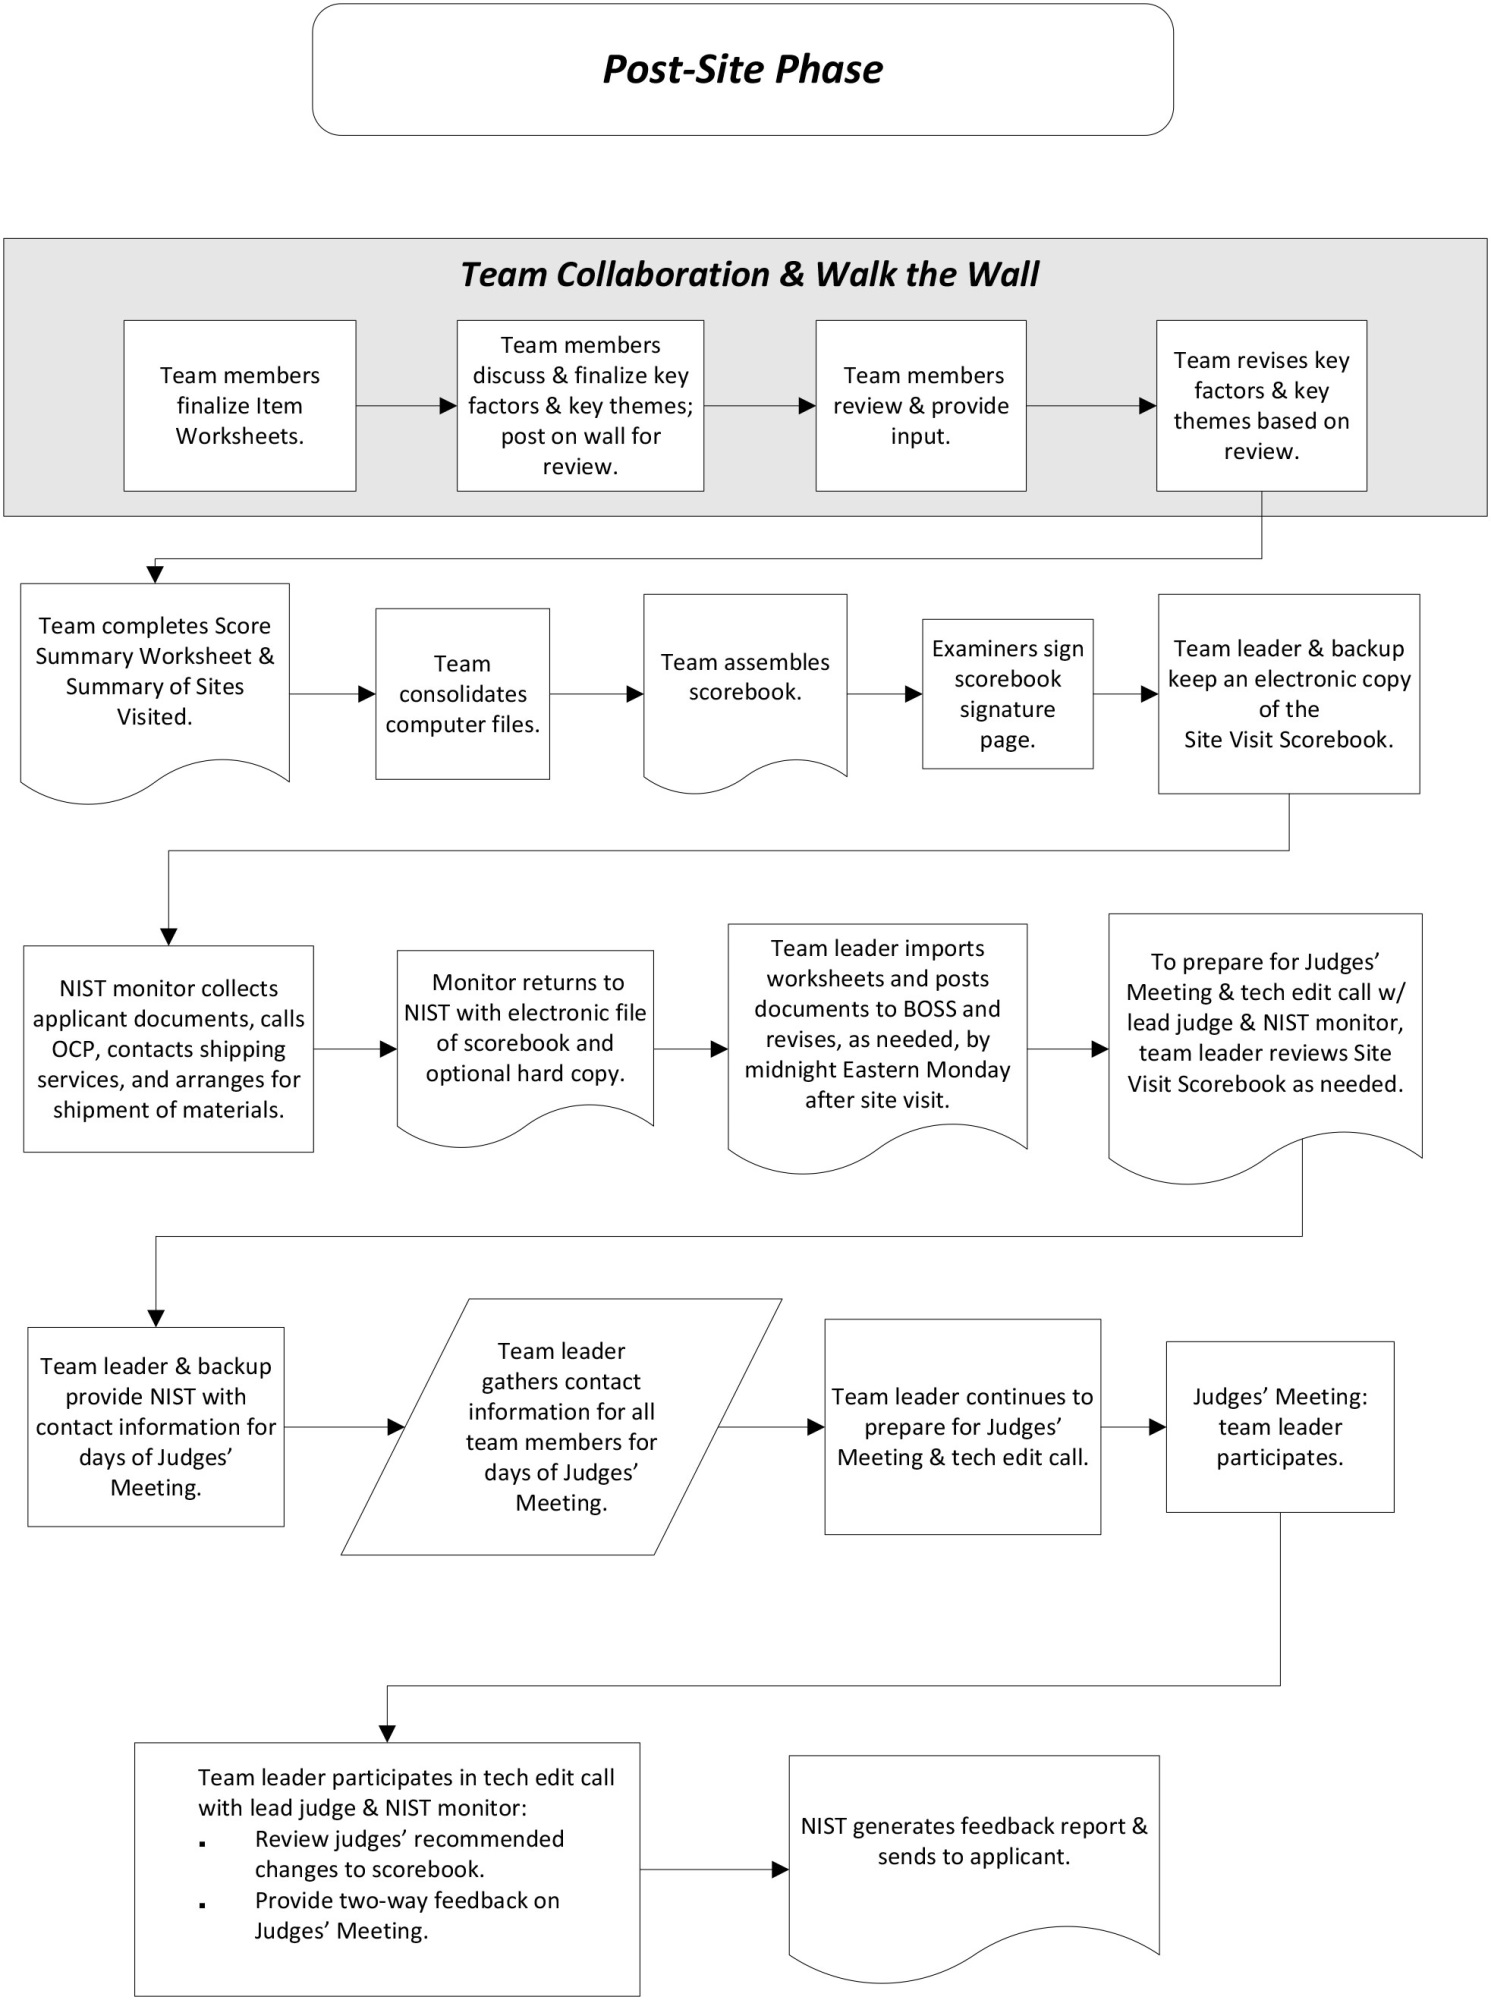 Post-Site Phase
Team Collaboration & Walk the Wall
Team members
finalize Item
Worksheets.
Team members
discuss & finalize key
factors & key themes;
post on wall for
review.
Team members
review & provide
input.
Team revises key
factors & key
themes based on
review.
Team completes Score
Summary Worksheet &
Summary of Sites
Visited.
Team
consolidates
computer files.
Team assembles
scorebook.
Examiners sign
scorebook
signature
page.
Team leader & backup
keep an electronic copy
of the
Site Visit Scorebook.
NIST monitor collects
applicant documents, calls
OCP, contacts shipping
services, and arranges for
shipment of materials.
Monitor returns to
NIST with electronic file
of scorebook and
optional hard copy.
Team leader imports
worksheets and posts
documents to BOSS and
revises, as needed, by
midnight Eastern Monday
after site visit.
To prepare for Judges’
Meeting & tech edit call w/
lead judge & NIST monitor,
team leader reviews Site
Visit Scorebook as needed.
Team leader & backup
provide NIST with
contact information for
days of Judges’
Meeting.
Team leader
gathers contact
information for all
team members for
days of Judges’
Meeting.
Team leader continues to
prepare for Judges’
Meeting & tech edit call.
Judges’ Meeting:
team leader
participates.
Team leader participates in tech edit call
with lead judge & NIST monitor:
▪ Review judges’ recommended
changes to scorebook.
▪ Provide two-way feedback on
Judges’ Meeting.
NIST generates feedback report &
sends to applicant.